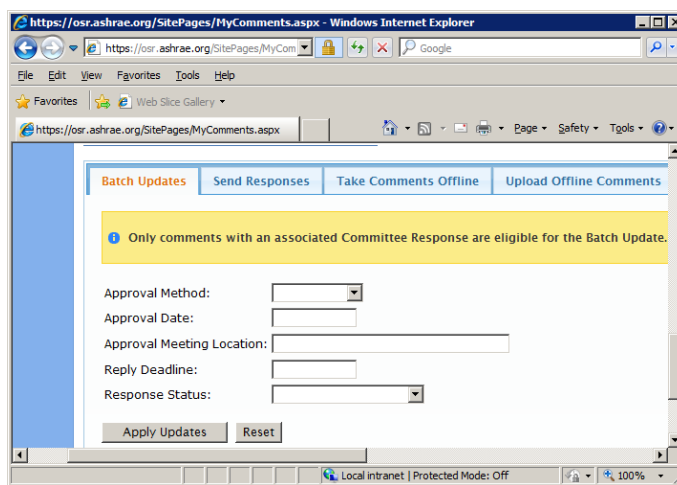 https://osr.ashrae.org/SitePages/MyComments.aspx - Windows Internet Explorer
https://osr.ashrae.org/SitePages/MyCom
Google
File Edit View Favorites Tools Help
Favorites Web Slice Gallery
https://osr.ashrae.org/SitePages/MyComments.aspx Page Safety Tools
Batch Updates Send Responses Take Comments Offline Upload Offline Comments
Only comments with an associated Committee Response are eligible for the Batch Update.
Approval Method:
Approval Date:
Approval Meeting Location:
Reply Deadline:
Response Status:
Apply Updates Reset
Local intranet | Protected Mode: Off 100%